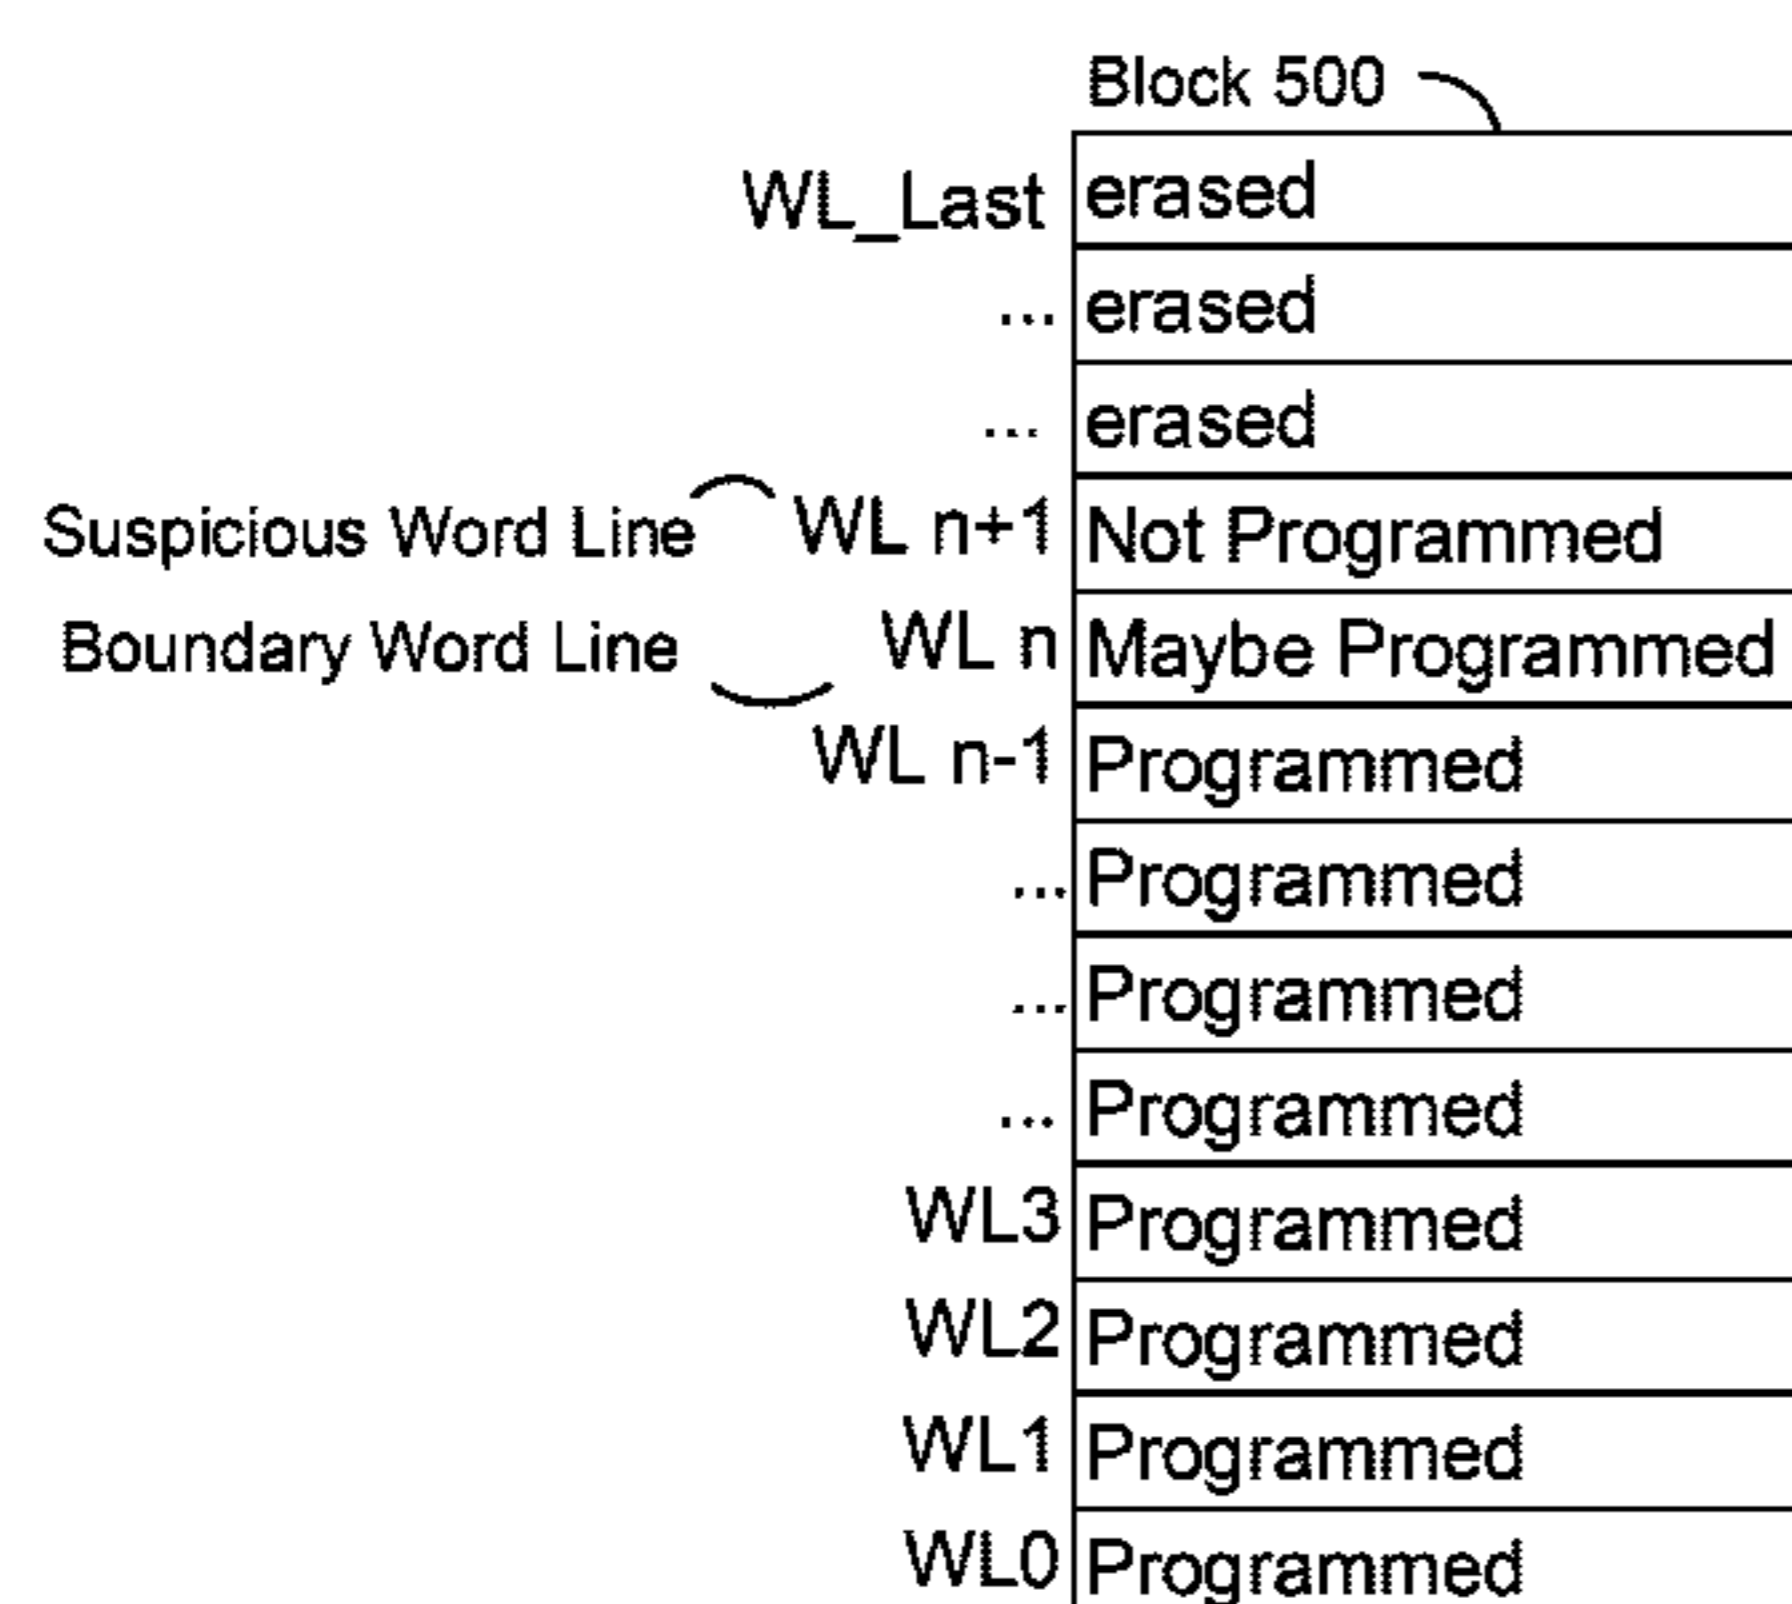 Block 500
WL_Last erased
... erased
... erased
Suspicious Word Line WL n+1 Not Programmed
Boundary Word Line WL n Maybe Programmed
WL n-1 Programmed
... Programmed
... Programmed
... Programmed
WL3 Programmed
WL2 Programmed
WL1 Programmed
WL0 Programmed